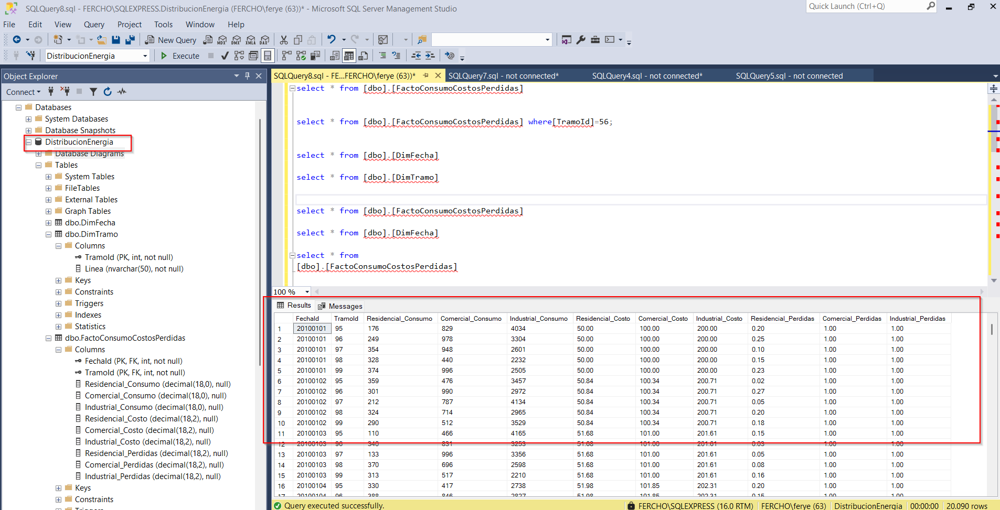 SQLQuery8.sql - FERCHO\SQLEXPRESS.DistribucionEnergia (FERCHO\ferye (63))* - Microsoft SQL Server Management Studio
Quick Launch (Ctrl+Q)
File Edit View Query Project Tools Window Help
New Query MDX DMX XMLA DAX
DistribucionEnergia Execute
Object Explorer
Connect
Databases
System Databases
Database Snapshots
DistribucionEnergia
Database Diagrams
Tables
System Tables
FileTables
External Tables
Graph Tables
dbo.DimFecha
dbo.DimTramo
Columns
TramoId (PK, int, not null)
Linea (nvarchar(50), not null)
Keys
Constraints
Triggers
Indexes
Statistics
dbo.FactoConsumoCostosPerdidas
Columns
FechaId (PK, FK, int, not null)
TramoId (PK, FK, int, not null)
Residencial_Consumo (decimal(18,0), null)
Comercial_Consumo (decimal(18,0), null)
Industrial_Consumo (decimal(18,0), null)
Residencial_Costo (decimal(18,2), null)
Comercial_Costo (decimal(18,2), null)
Industrial_Costo (decimal(18,2), null)
Residencial_Perdidas (decimal(18,2), null)
Comercial_Perdidas (decimal(18,2), null)
Industrial_Perdidas (decimal(18,2), null)
Keys
Constraints
Triggers
SQLQuery8.sql - FE...FERCHO\ferye (63))* SQLQuery7.sql - not connected* SQLQuery4.sql - not connected* SQLQuery5.sql - not connected
select * from [dbo].[FactoConsumoCostosPerdidas]
select * from [dbo].[FactoConsumoCostosPerdidas] where[TramoId]=56;
select * from [dbo].[DimFecha]
select * from [dbo].[DimTramo]
select * from [dbo].[FactoConsumoCostosPerdidas]
select * from [dbo].[DimFecha]
select * from
[dbo].[FactoConsumoCostosPerdidas]
100 %
Results Messages
FechaId TramoId Residencial_Consumo Comercial_Consumo Industrial_Consumo Residencial_Costo Comercial_Costo Industrial_Costo Residencial_Perdidas Comercial_Perdidas Industrial_Perdidas
1 20100101 95 176 829 4034 50.00 100.00 200.00 0.20 1.00 1.00
2 20100101 96 249 978 3304 50.00 100.00 200.00 0.25 1.00 1.00
3 20100101 97 354 948 2601 50.00 100.00 200.00 0.10 1.00 1.00
4 20100101 98 328 440 2232 50.00 100.00 200.00 0.15 1.00 1.00
5 20100101 99 374 996 2505 50.00 100.00 200.00 0.23 1.00 1.00
6 20100102 95 359 476 3457 50.84 100.34 200.71 0.02 1.00 1.00
7 20100102 96 301 990 2972 50.84 100.34 200.71 0.27 1.00 1.00
8 20100102 97 212 787 4134 50.84 100.34 200.71 0.05 1.00 1.00
9 20100102 98 324 714 2965 50.84 100.34 200.71 0.20 1.00 1.00
10 20100102 99 290 512 3529 50.84 100.34 200.71 0.18 1.00 1.00
11 20100103 95 110 466 4165 51.68 101.00 201.61 0.15 1.00 1.00
12 20100103 96 340 831 3253 51.68 101.00 201.61 0.03 1.00 1.00
13 20100103 97 133 996 3356 51.68 101.00 201.61 0.05 1.00 1.00
14 20100103 98 370 696 2598 51.68 101.00 201.61 0.08 1.00 1.00
15 20100103 99 313 517 2210 51.68 101.00 201.61 0.16 1.00 1.00
16 20100104 95 330 417 2738 51.98 101.85 202.31 0.20 1.00 1.00
17 20100104 96 388 846 2827 51.98 101.85 202.31 0.15 1.00 1.00
Query executed successfully. FERCHO\SQLEXPRESS (16.0 RTM) FERCHO\ferye (63) DistribucionEnergia 00:00:00 20.090 rows